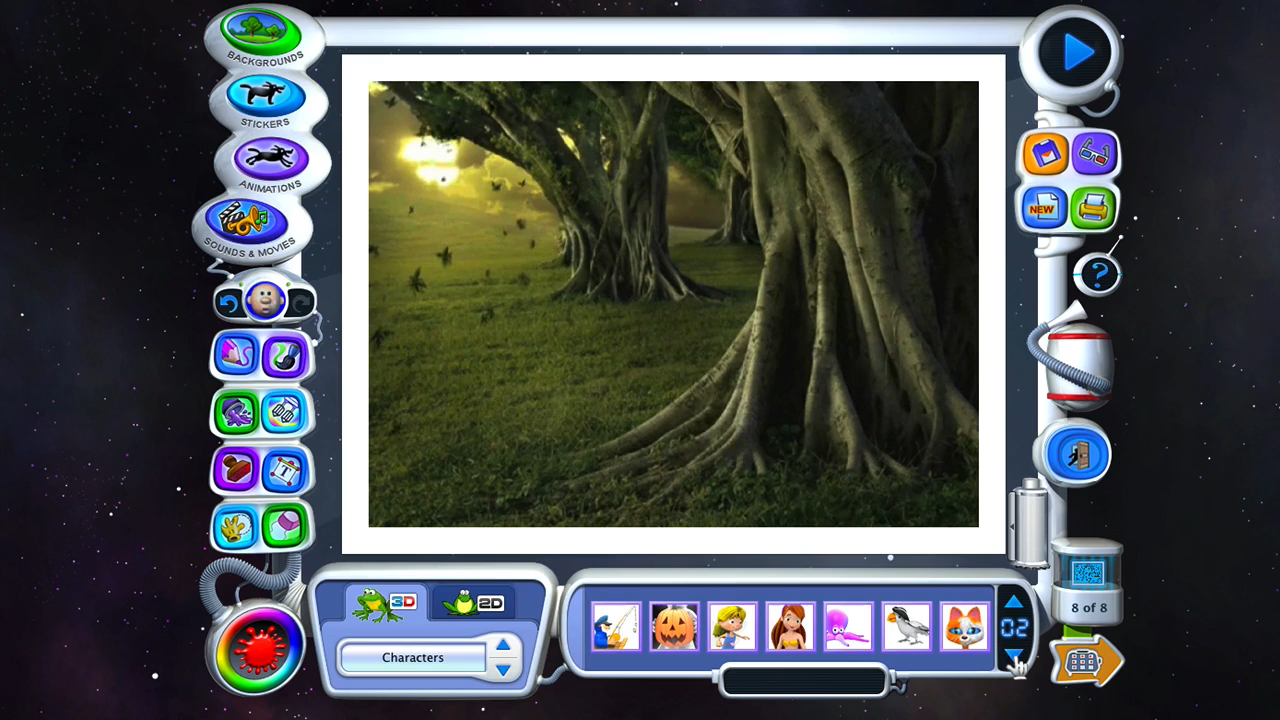 BACKGROUNDS
STICKERS
ANIMATIONS
SOUNDS & MOVIES
NEW
?
T
3D
2D
Characters
02
8 of 8